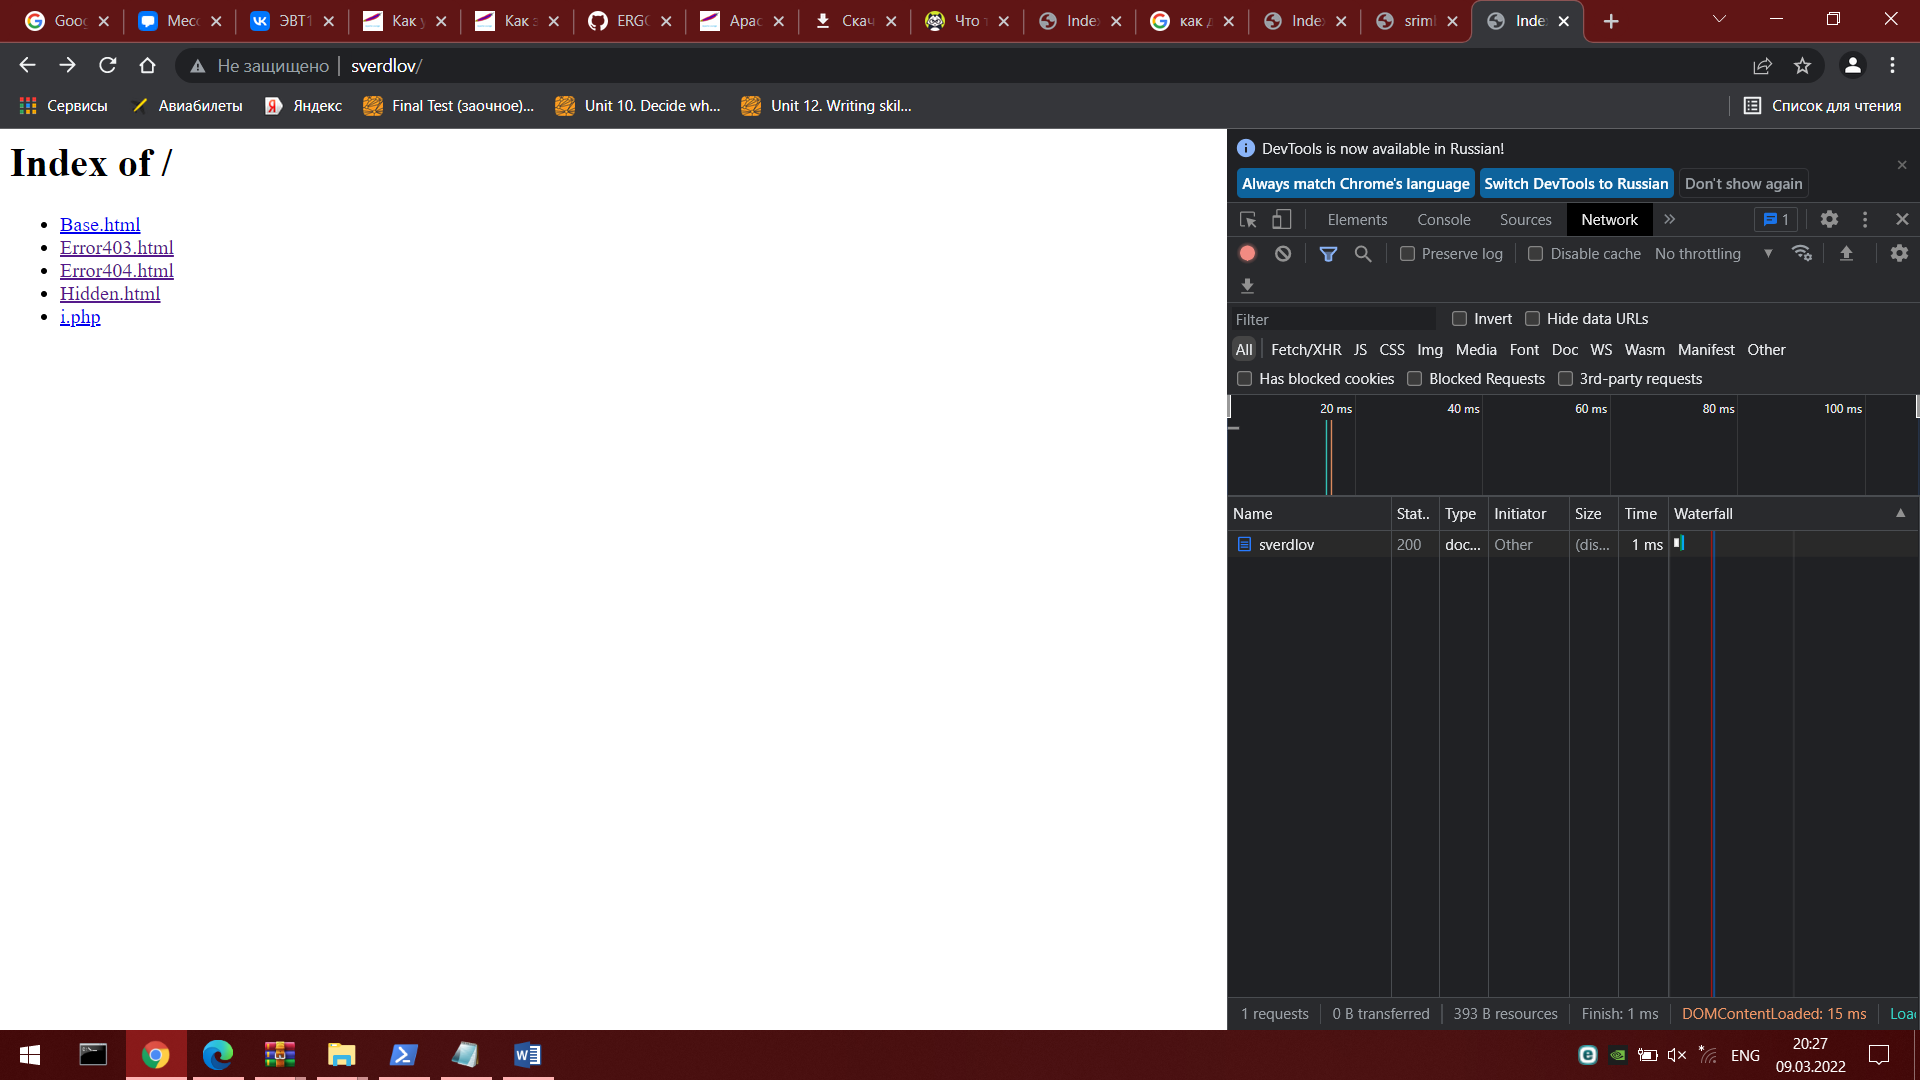 Goo
Месс
ЭВТ1
Как у
Как з
ERGO
Apac
Скач
Что т
Index
как д
Index
sriml
Index
Не защищено | sverdlov/
Сервисы Авиабилеты Яндекс Final Test (заочное)... Unit 10. Decide wh... Unit 12. Writing skil... Список для чтения
Index of /
Base.html
Error403.html
Error404.html
Hidden.html
i.php
DevTools is now available in Russian!
Always match Chrome's language Switch DevTools to Russian Don't show again
Elements Console Sources Network 1
Preserve log Disable cache No throttling
Filter Invert Hide data URLs
All Fetch/XHR JS CSS Img Media Font Doc WS Wasm Manifest Other
Has blocked cookies Blocked Requests 3rd-party requests
20 ms 40 ms 60 ms 80 ms 100 ms
Name Stat.. Type Initiator Size Time Waterfall
sverdlov 200 doc... Other (dis... 1 ms
1 requests 0 B transferred 393 B resources Finish: 1 ms DOMContentLoaded: 15 ms Load
ENG
20:27
09.03.2022